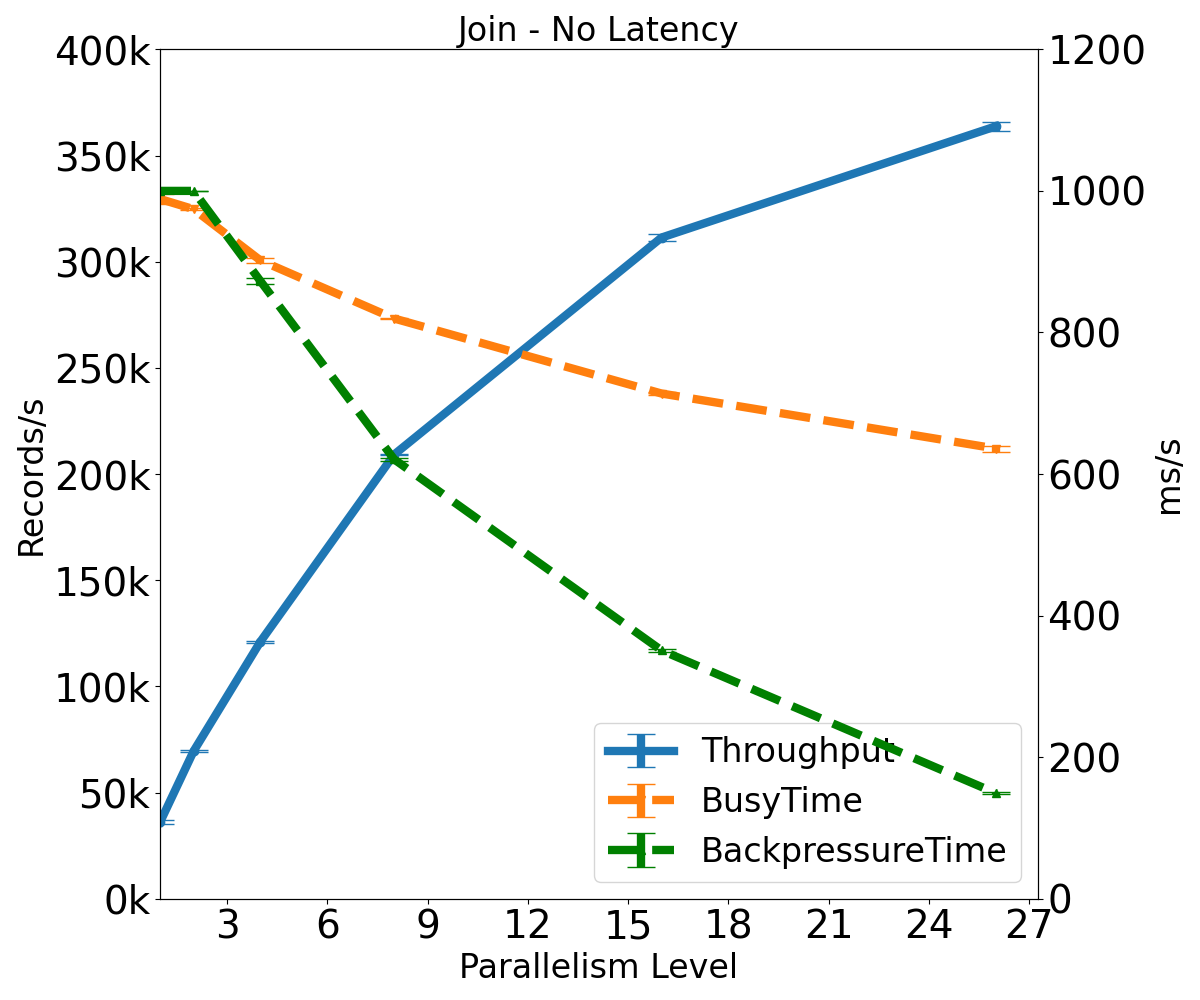 Join - No Latency
400k
350k
300k
250k
200k
150k
100k
50k
0k
Records/s
1200
1000
800
600
400
200
0
ms/s
Throughput
BusyTime
BackpressureTime
3 6 9 12 15 18 21 24 27
Parallelism Level